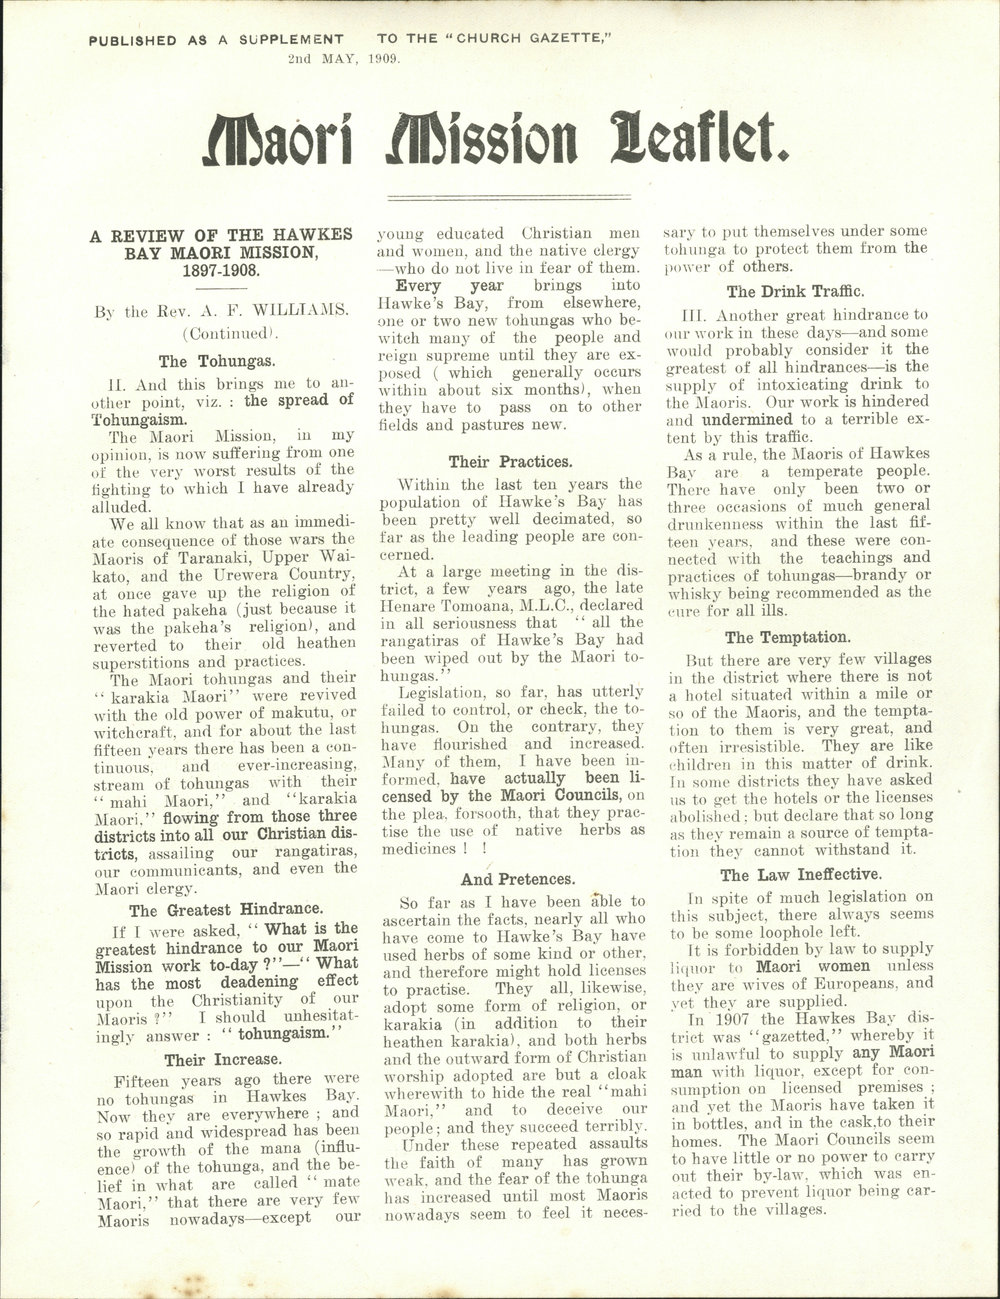 PUBLISHED AS A SUPPLEMENT TO THE "CHURCH GAZETTE,"
2nd MAY, 1909.
Maori Mission Leaflet.
A REVIEW OF THE HAWKES
BAY MAORI MISSION,
1897-1908.
By the Rev. A. F. WILLIAMS.
(Continued).
The Tohungas.
II. And this brings me to an-
other point, viz. : the spread of
Tohungaism.
The Maori Mission, in my
opinion, is now suffering from one
of the very worst results of the
fighting to which I have already
alluded.
We all know that as an immedi-
ate consequence of those wars the
Maoris of Taranaki, Upper Wai-
kato, and the Urewera Country,
at once gave up the religion of
the hated pakeha (just because it
was the pakeha's religion), and
reverted to their old heathen
superstitions and practices.
The Maori tohungas and their
"karakia Maori" were revived
with the old power of makutu, or
witchcraft, and for about the last
fifteen years there has been a con-
tinuous, and ever-increasing,
stream of tohungas with their
"mahi Maori," and "karakia
Maori," flowing from those three
districts into all our Christian dis-
tricts, assailing our rangatiras,
our communicants, and even the
Maori clergy.
The Greatest Hindrance.
If I were asked, "What is the
greatest hindrance to our Maori
Mission work to-day ?"—"What
has the most deadening effect
upon the Christianity of our
Maoris ?" I should unhesitat-
ingly answer : "tohungaism."
Their Increase.
Fifteen years ago there were
no tohungas in Hawkes Bay.
Now they are everywhere ; and
so rapid and widespread has been
the growth of the mana (influ-
ence) of the tohunga, and the be-
lief in what are called "mate
Maori," that there are very few
Maoris nowadays—except our
young educated Christian men
and women, and the native clergy
—who do not live in fear of them.
Every year brings into
Hawke's Bay, from elsewhere,
one or two new tohungas who be-
witch many of the people and
reign supreme until they are ex-
posed ( which generally occurs
within about six months), when
they have to pass on to other
fields and pastures new.
Their Practices.
Within the last ten years the
population of Hawke's Bay has
been pretty well decimated, so
far as the leading people are con-
cerned.
At a large meeting in the dis-
trict, a few years ago, the late
Henare Tomoana, M.L.C., declared
in all seriousness that "all the
rangatiras of Hawke's Bay had
been wiped out by the Maori to-
hungas."
Legislation, so far, has utterly
failed to control, or check, the to-
hungas. On the contrary, they
have flourished and increased.
Many of them, I have been in-
formed, have actually been li-
censed by the Maori Councils, on
the plea, forsooth, that they prac-
tise the use of native herbs as
medicines ! !
And Pretences.
So far as I have been able to
ascertain the facts, nearly all who
have come to Hawke's Bay have
used herbs of some kind or other,
and therefore might hold licenses
to practise. They all, likewise,
adopt some form of religion, or
karakia (in addition to their
heathen karakia), and both herbs
and the outward form of Christian
worship adopted are but a cloak
wherewith to hide the real "mahi
Maori," and to deceive our
people; and they succeed terribly.
Under these repeated assaults
the faith of many has grown
weak, and the fear of the tohunga
has increased until most Maoris
nowadays seem to feel it neces-
sary to put themselves under some
tohunga to protect them from the
power of others.
The Drink Traffic.
III. Another great hindrance to
our work in these days—and some
would probably consider it the
greatest of all hindrances—is the
supply of intoxicating drink to
the Maoris. Our work is hindered
and undermined to a terrible ex-
tent by this traffic.
As a rule, the Maoris of Hawkes
Bay are a temperate people.
There have only been two or
three occasions of much general
drunkenness within the last fif-
teen years, and these were con-
nected with the teachings and
practices of tohungas—brandy or
whisky being recommended as the
cure for all ills.
The Temptation.
But there are very few villages
in the district where there is not
a hotel situated within a mile or
so of the Maoris, and the tempta-
tion to them is very great, and
often irresistible. They are like
children in this matter of drink.
In some districts they have asked
us to get the hotels or the licenses
abolished; but declare that so long
as they remain a source of tempta-
tion they cannot withstand it.
The Law Ineffective.
In spite of much legislation on
this subject, there always seems
to be some loophole left.
It is forbidden by law to supply
liquor to Maori women unless
they are wives of Europeans, and
yet they are supplied.
In 1907 the Hawkes Bay dis-
trict was "gazetted," whereby it
is unlawful to supply any Maori
man with liquor, except for con-
sumption on licensed premises ;
and yet the Maoris have taken it
in bottles, and in the cask,to their
homes. The Maori Councils seem
to have little or no power to carry
out their by-law, which was en-
acted to prevent liquor being car-
ried to the villages.